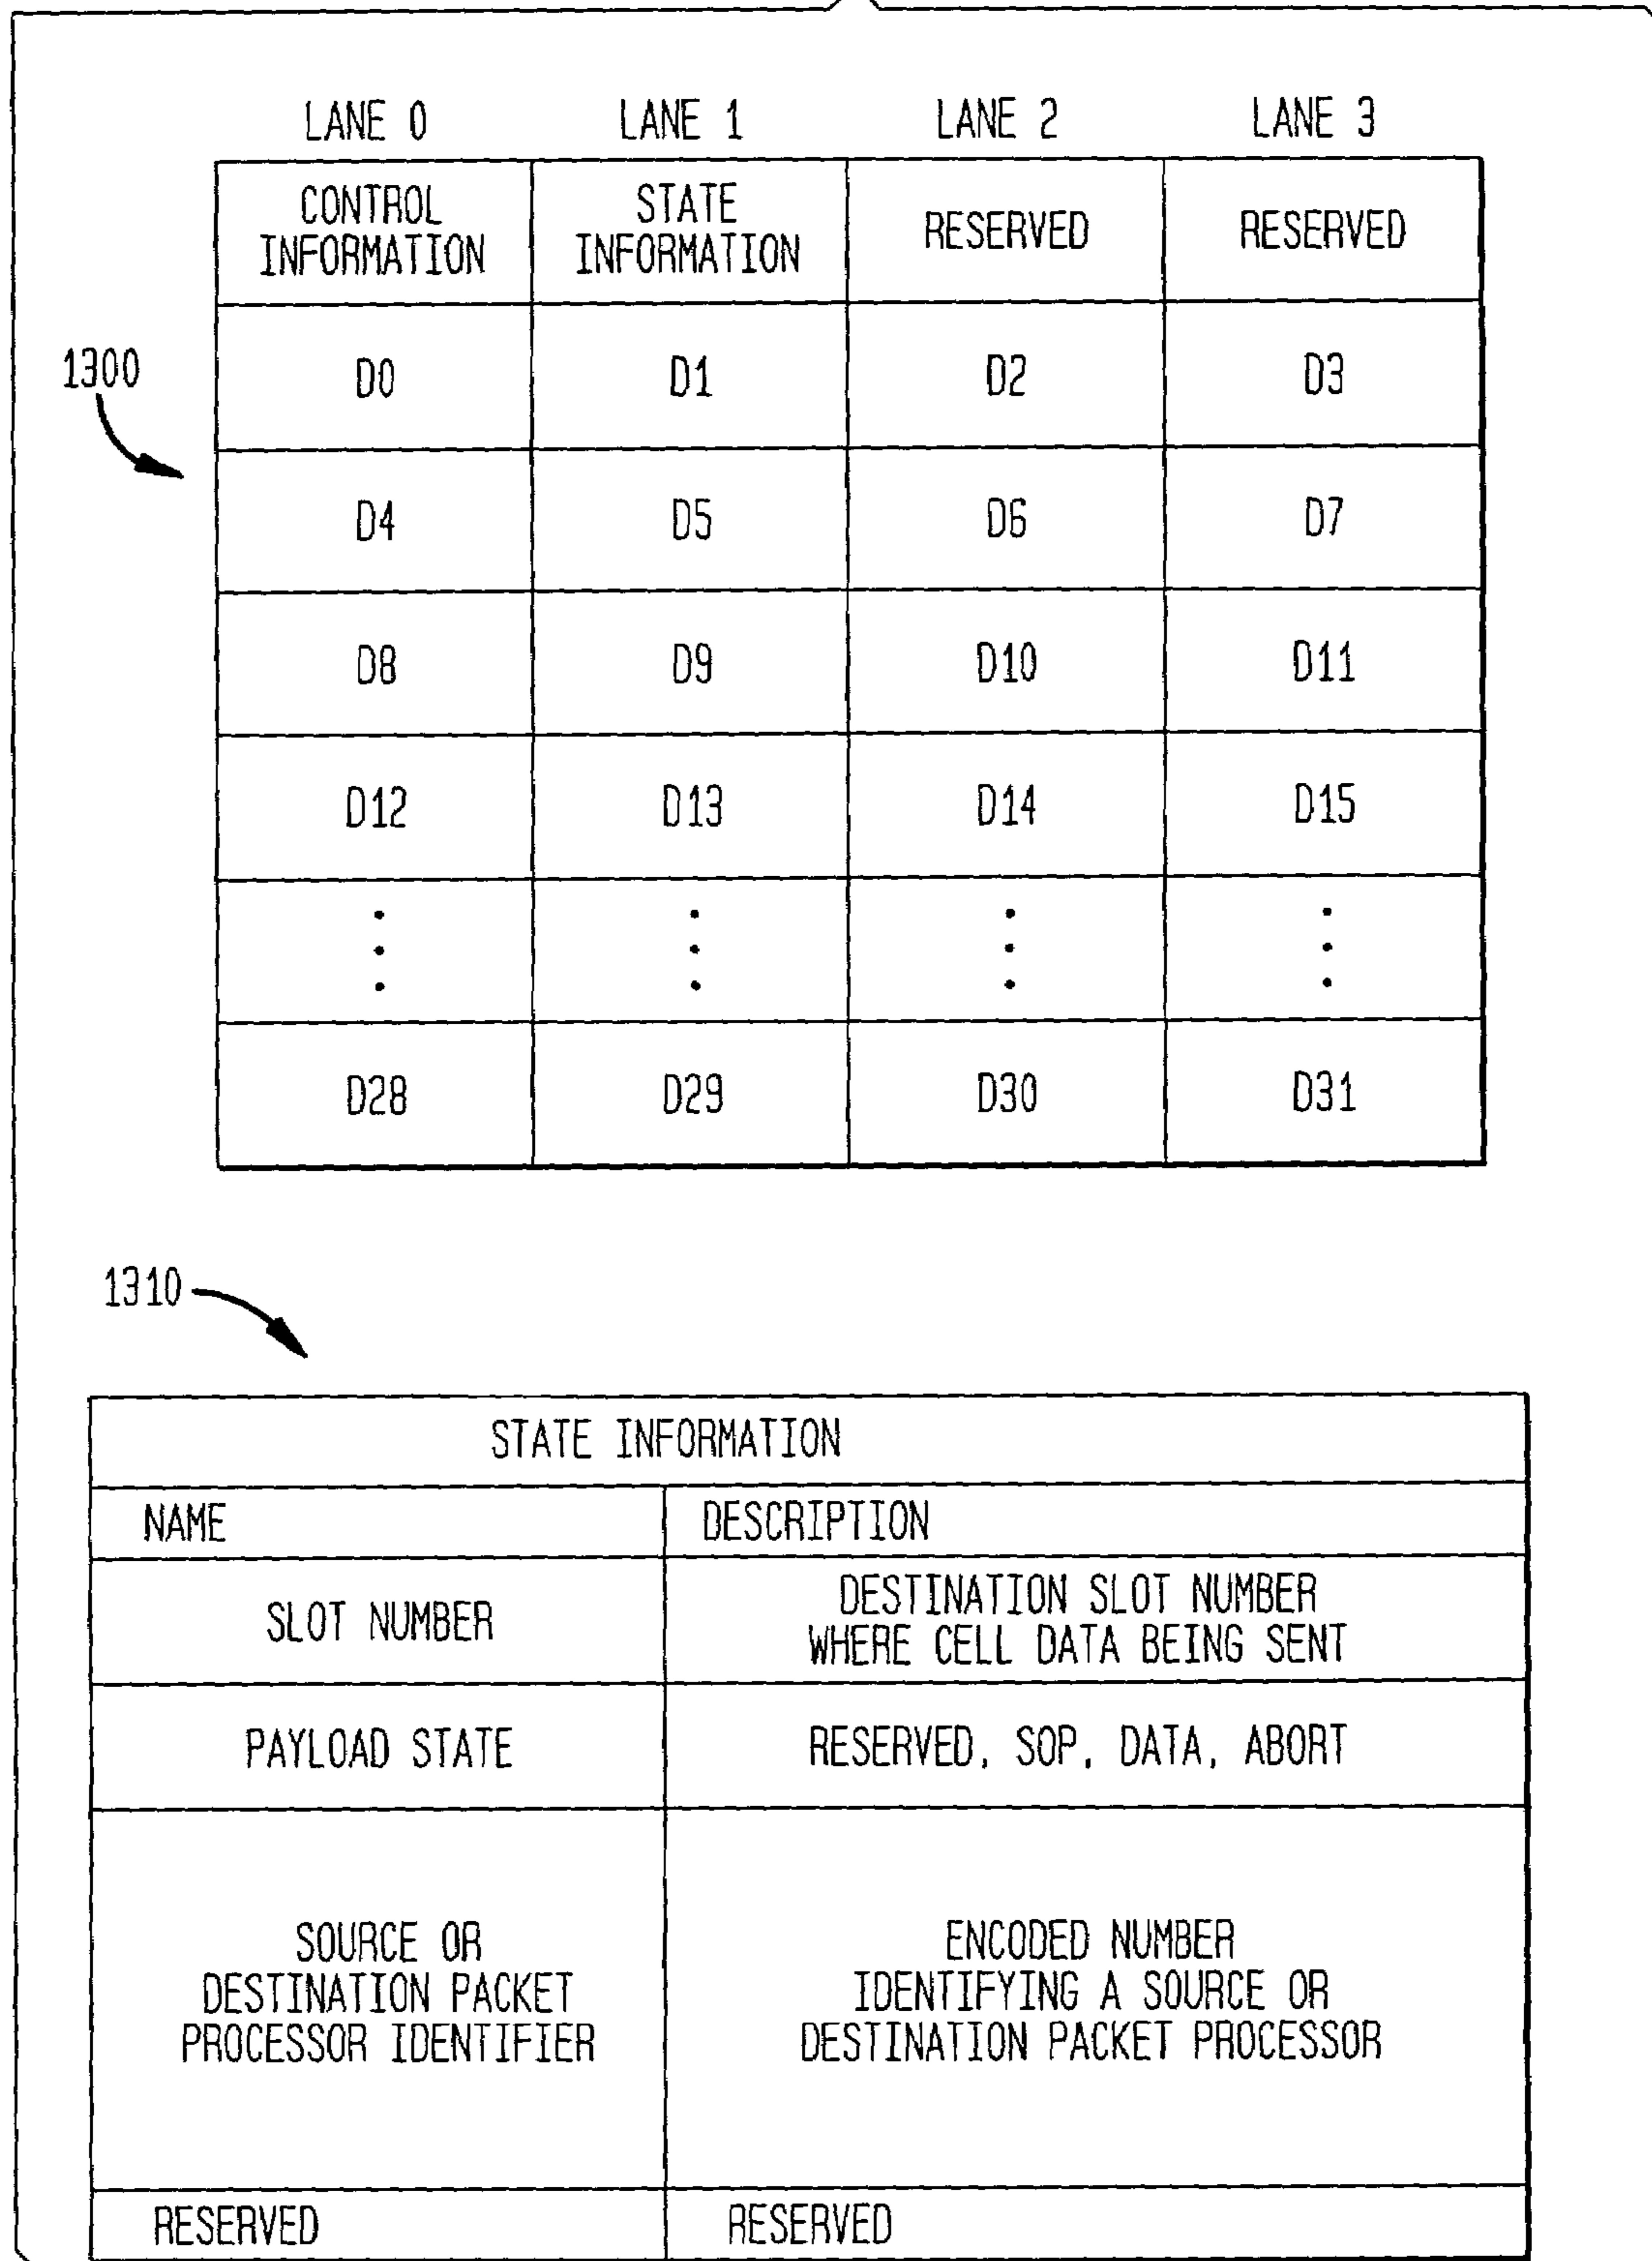 LANE 0 LANE 1 LANE 2 LANE 3
CONTROL INFORMATION STATE INFORMATION RESERVED RESERVED
1300
D0 D1 D2 D3
D4 D5 D6 D7
D8 D9 D10 D11
D12 D13 D14 D15
D28 D29 D30 D31
1310
STATE INFORMATION
NAME DESCRIPTION
SLOT NUMBER
DESTINATION SLOT NUMBER
WHERE CELL DATA BEING SENT
PAYLOAD STATE
RESERVED, SOP, DATA, ABORT
SOURCE OR
DESTINATION PACKET
PROCESSOR IDENTIFIER
ENCODED NUMBER
IDENTIFYING A SOURCE OR
DESTINATION PACKET PROCESSOR
RESERVED RESERVED